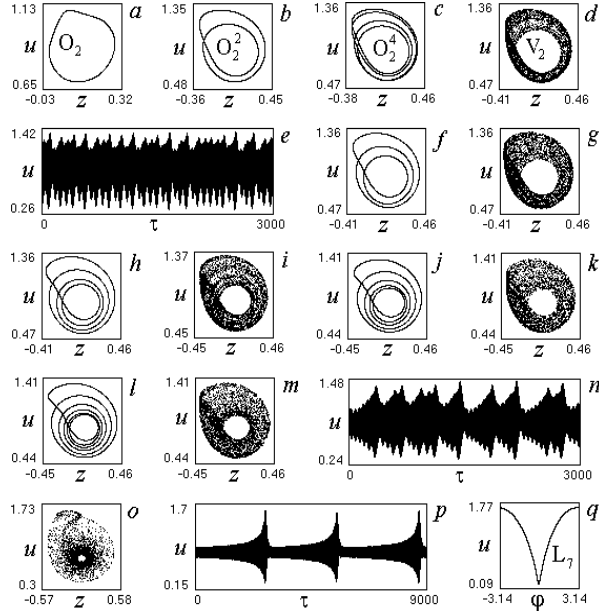 1.13 a
u O₂
0.65
-0.03 z 0.32
1.35 b
u O₂²
0.48
-0.36 z 0.45
1.36 c
u O₂⁴
0.47
-0.38 z 0.46
1.36 d
u V₂
0.47
-0.41 z 0.46
1.42 e
u
0.26
0 τ 3000
1.36 f
u
0.47
-0.41 z 0.46
1.36 g
u
0.47
-0.41 z 0.46
1.36 h
u
0.47
-0.41 z 0.46
1.37 i
u
0.45
-0.45 z 0.46
1.41 j
u
0.44
-0.45 z 0.46
1.36 k
u
0.44
-0.45 z 0.46
1.41 l
u
0.44
-0.45 z 0.46
1.41 m
u
0.44
-0.45 z 0.46
1.48 n
u
0.24
0 τ 3000
1.73 o
u
0.3
-0.57 z 0.58
1.7 p
u
0.15
0 τ 9000
1.77 q
u L₇
0.09
-3.14 φ 3.14